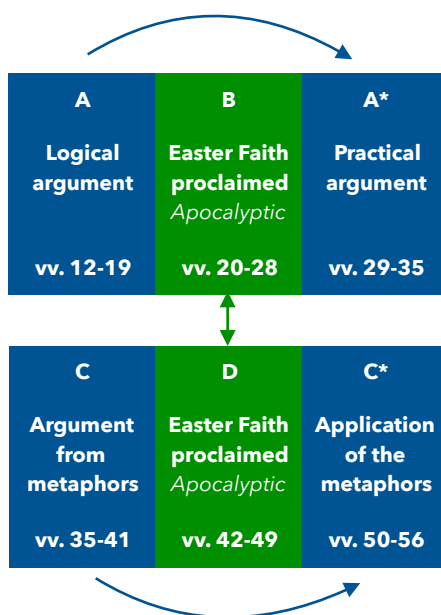 A
Logical
argument
vv. 12-19
B
Easter Faith
proclaimed
Apocalyptic
vv. 20-28
A*
Practical
argument
vv. 29-35
C
Argument
from
metaphors
vv. 35-41
D
Easter Faith
proclaimed
Apocalyptic
vv. 42-49
C*
Application
of the
metaphors
vv. 50-56